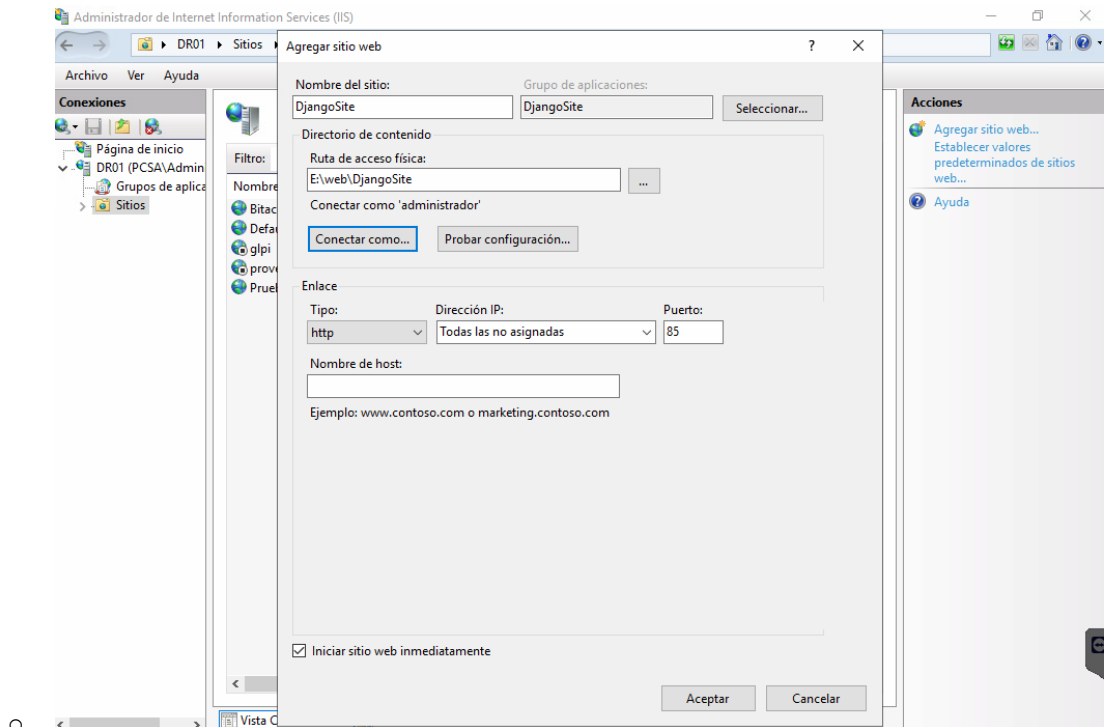 Administrador de Internet Information Services (IIS)
DR01
Sitios
Archivo Ver Ayuda
Conexiones
Página de inicio
DR01 (PCSA\Admin
Grupos de aplica
Sitios
Filtro:
Nombre
Bitac
Defau
glpi
prove
Prueb
Vista C
Agregar sitio web
?
Nombre del sitio:
Grupo de aplicaciones:
DjangoSite
DjangoSite
Seleccionar...
Directorio de contenido
Ruta de acceso física:
E:\web\DjangoSite
...
Conectar como 'administrador'
Conectar como...
Probar configuración...
Enlace
Tipo:
Dirección IP:
Puerto:
http
Todas las no asignadas
85
Nombre de host:
Ejemplo: www.contoso.com o marketing.contoso.com
Iniciar sitio web inmediatamente
Aceptar
Cancelar
Acciones
Agregar sitio web...
Establecer valores
predeterminados de sitios
web...
Ayuda